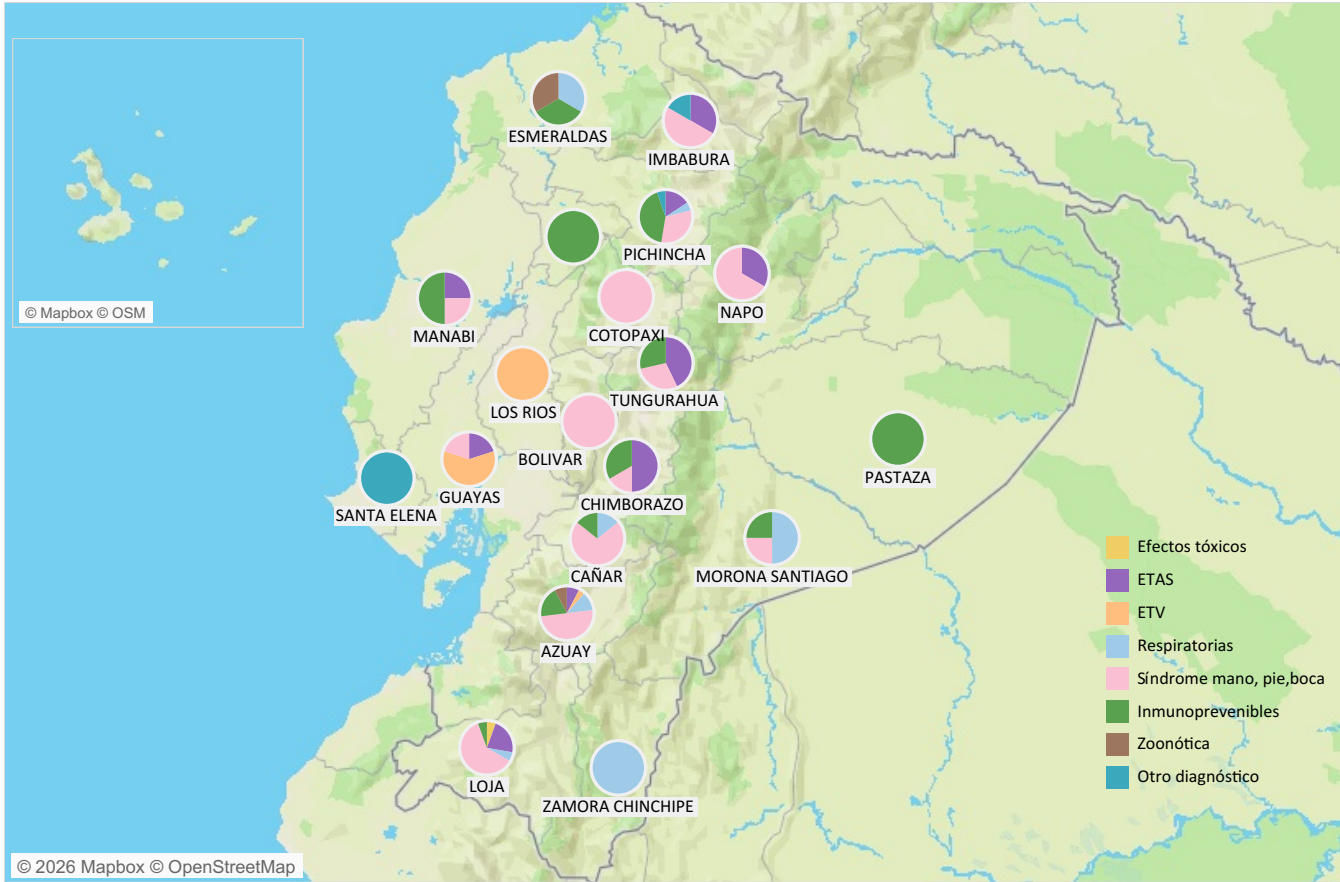 ESMERALDAS
IMBABURA
PICHINCHA
NAPO
© Mapbox © OSM
MANABI
COTOPAXI
LOS RIOS
TUNGURAHUA
BOLIVAR
PASTAZA
GUAYAS
CHIMBORAZO
SANTA ELENA
CAÑAR
MORONA SANTIAGO
AZUAY
LOJA
ZAMORA CHINCHIPE
Efectos tóxicos
ETAS
ETV
Respiratorias
Síndrome mano, pie,boca
Inmunoprevenibles
Zoonótica
Otro diagnóstico
© 2026 Mapbox © OpenStreetMap